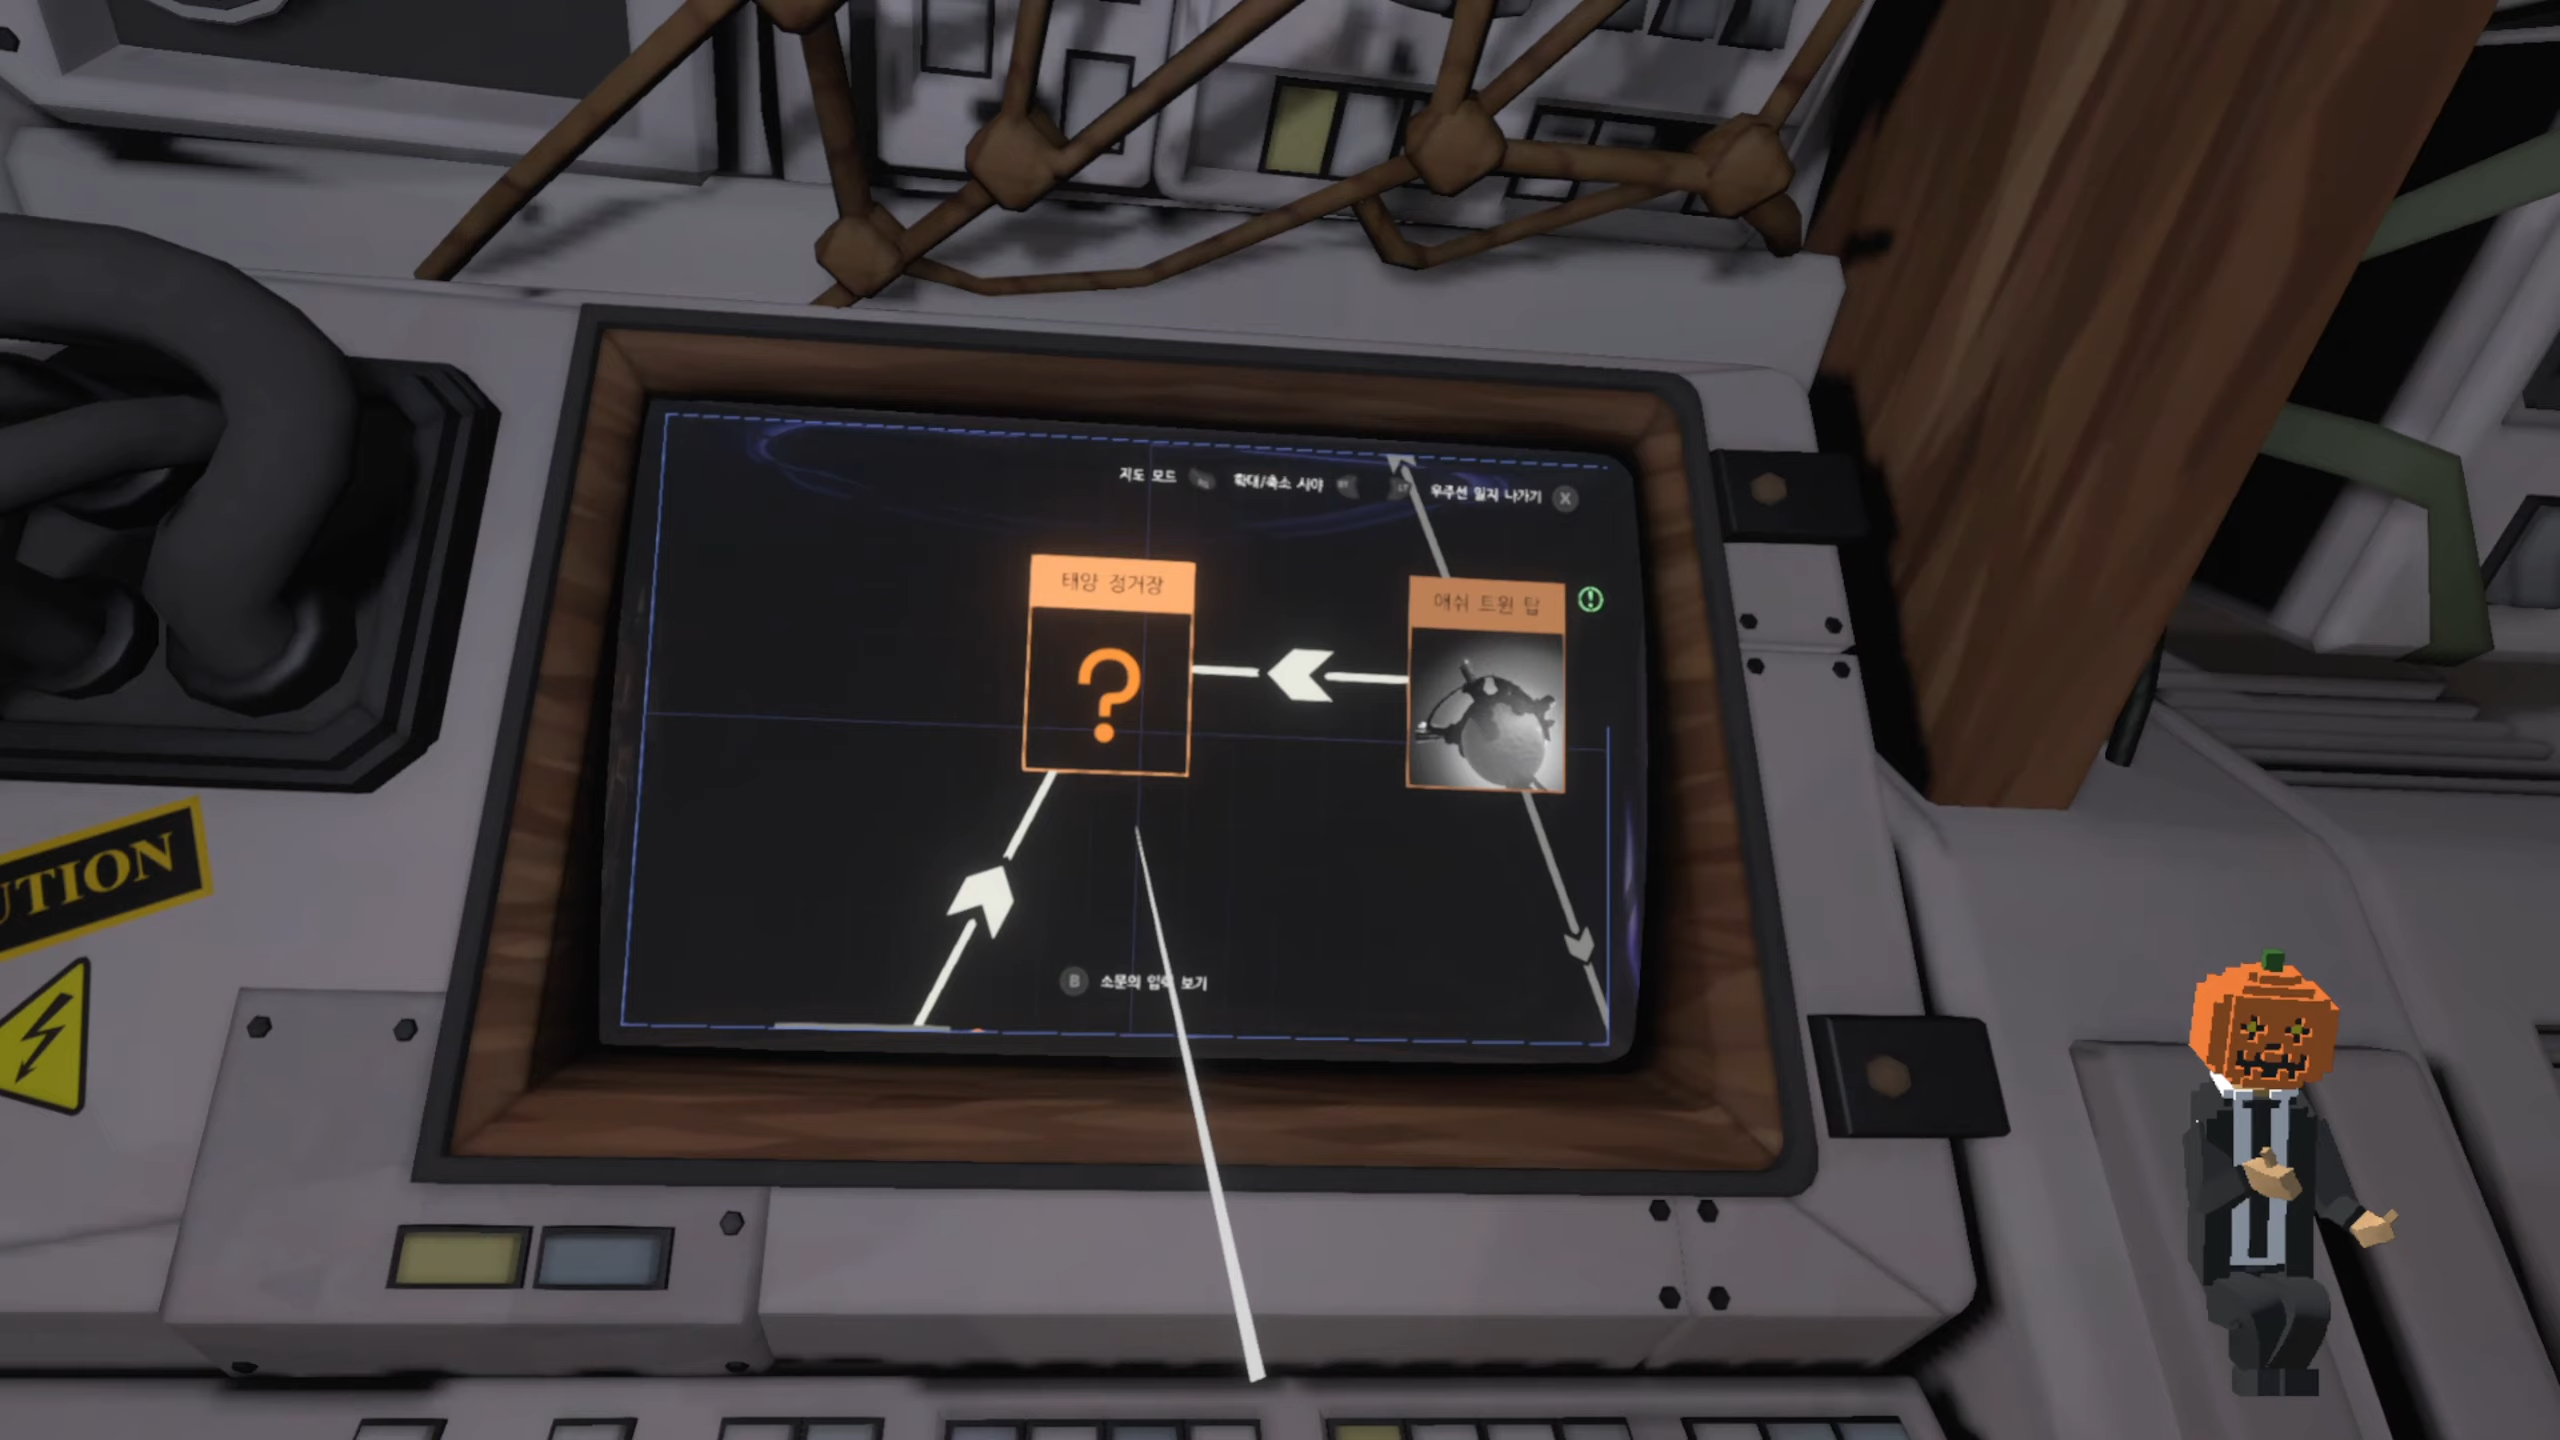 지도 모드
확대/축소 시야
우주선 일지 나가기 X
태양 정거장
?
애쉬 트윈 탑
B 소문의 입력 보기
UTION